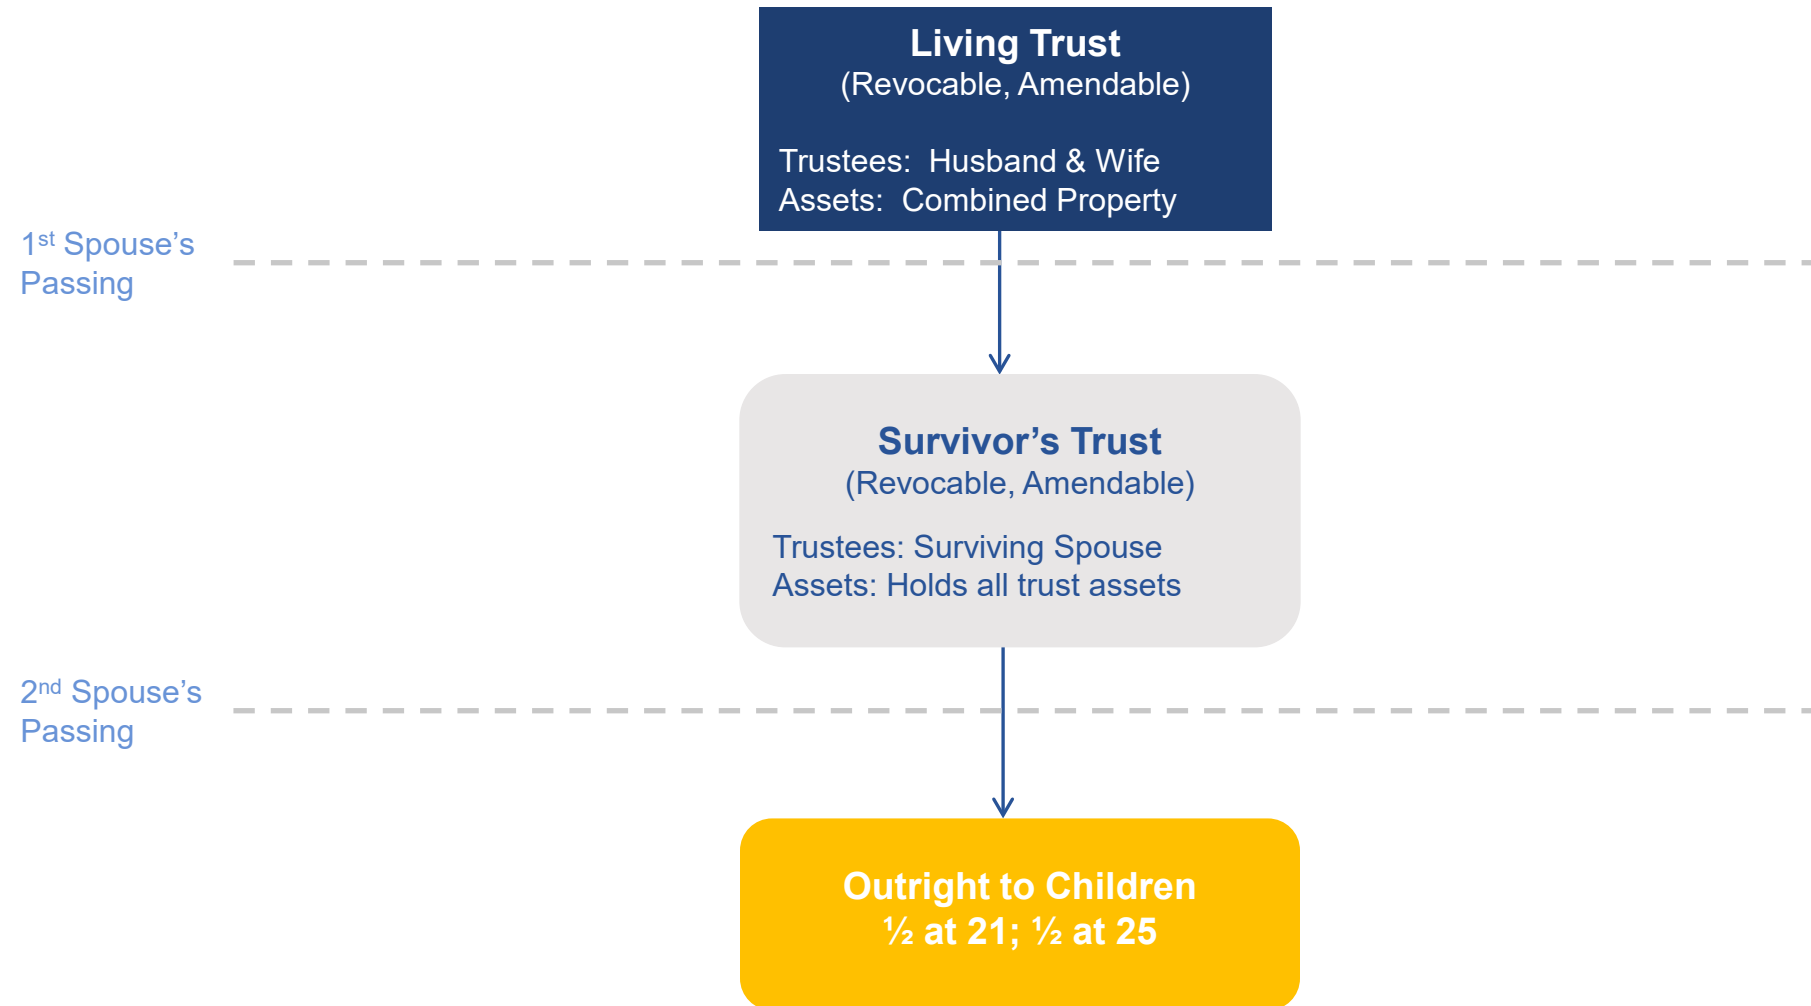 Living Trust
(Revocable, Amendable)
Trustees:  Husband & Wife
Assets:  Combined Property
1st Spouse’s
Passing
Survivor’s Trust
(Revocable, Amendable)
Trustees: Surviving Spouse
Assets: Holds all trust assets
2nd Spouse’s
Passing
Outright to Children
½ at 21; ½ at 25